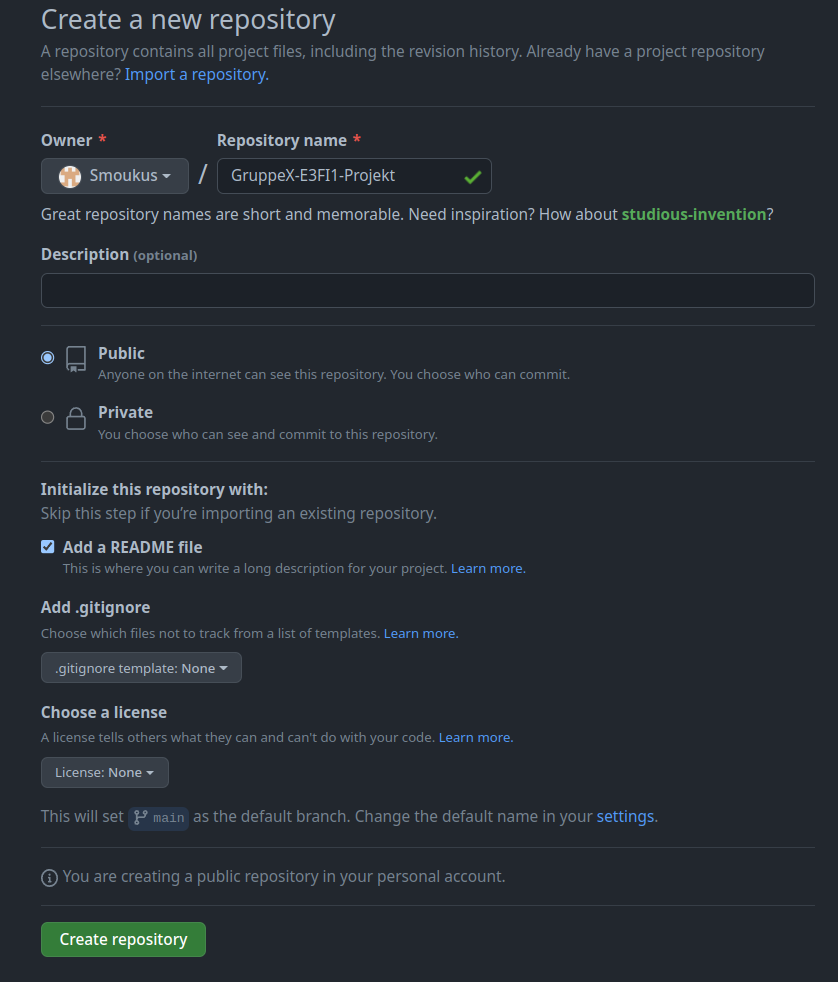 Create a new repository
A repository contains all project files, including the revision history. Already have a project repository
elsewhere? Import a repository.
Owner *
Repository name *
Smoukus / GruppeX-E3FI1-Projekt
Great repository names are short and memorable. Need inspiration? How about studious-invention?
Description (optional)
Public
Anyone on the internet can see this repository. You choose who can commit.
Private
You choose who can see and commit to this repository.
Initialize this repository with:
Skip this step if you’re importing an existing repository.
Add a README file
This is where you can write a long description for your project. Learn more.
Add .gitignore
Choose which files not to track from a list of templates. Learn more.
.gitignore template: None
Choose a license
A license tells others what they can and can't do with your code. Learn more.
License: None
This will set main as the default branch. Change the default name in your settings.
You are creating a public repository in your personal account.
Create repository